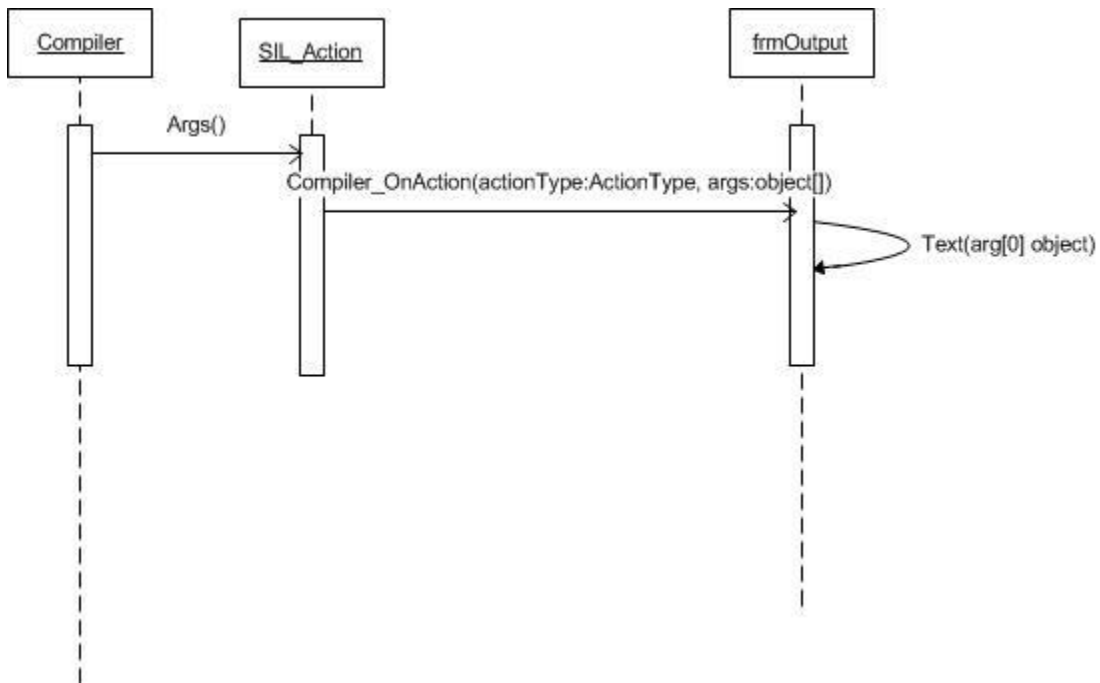 Compiler
SIL_Action
frmOutput
Args()
Compiler_OnAction(actionType:ActionType, args:object[])
Text(arg[0] object)